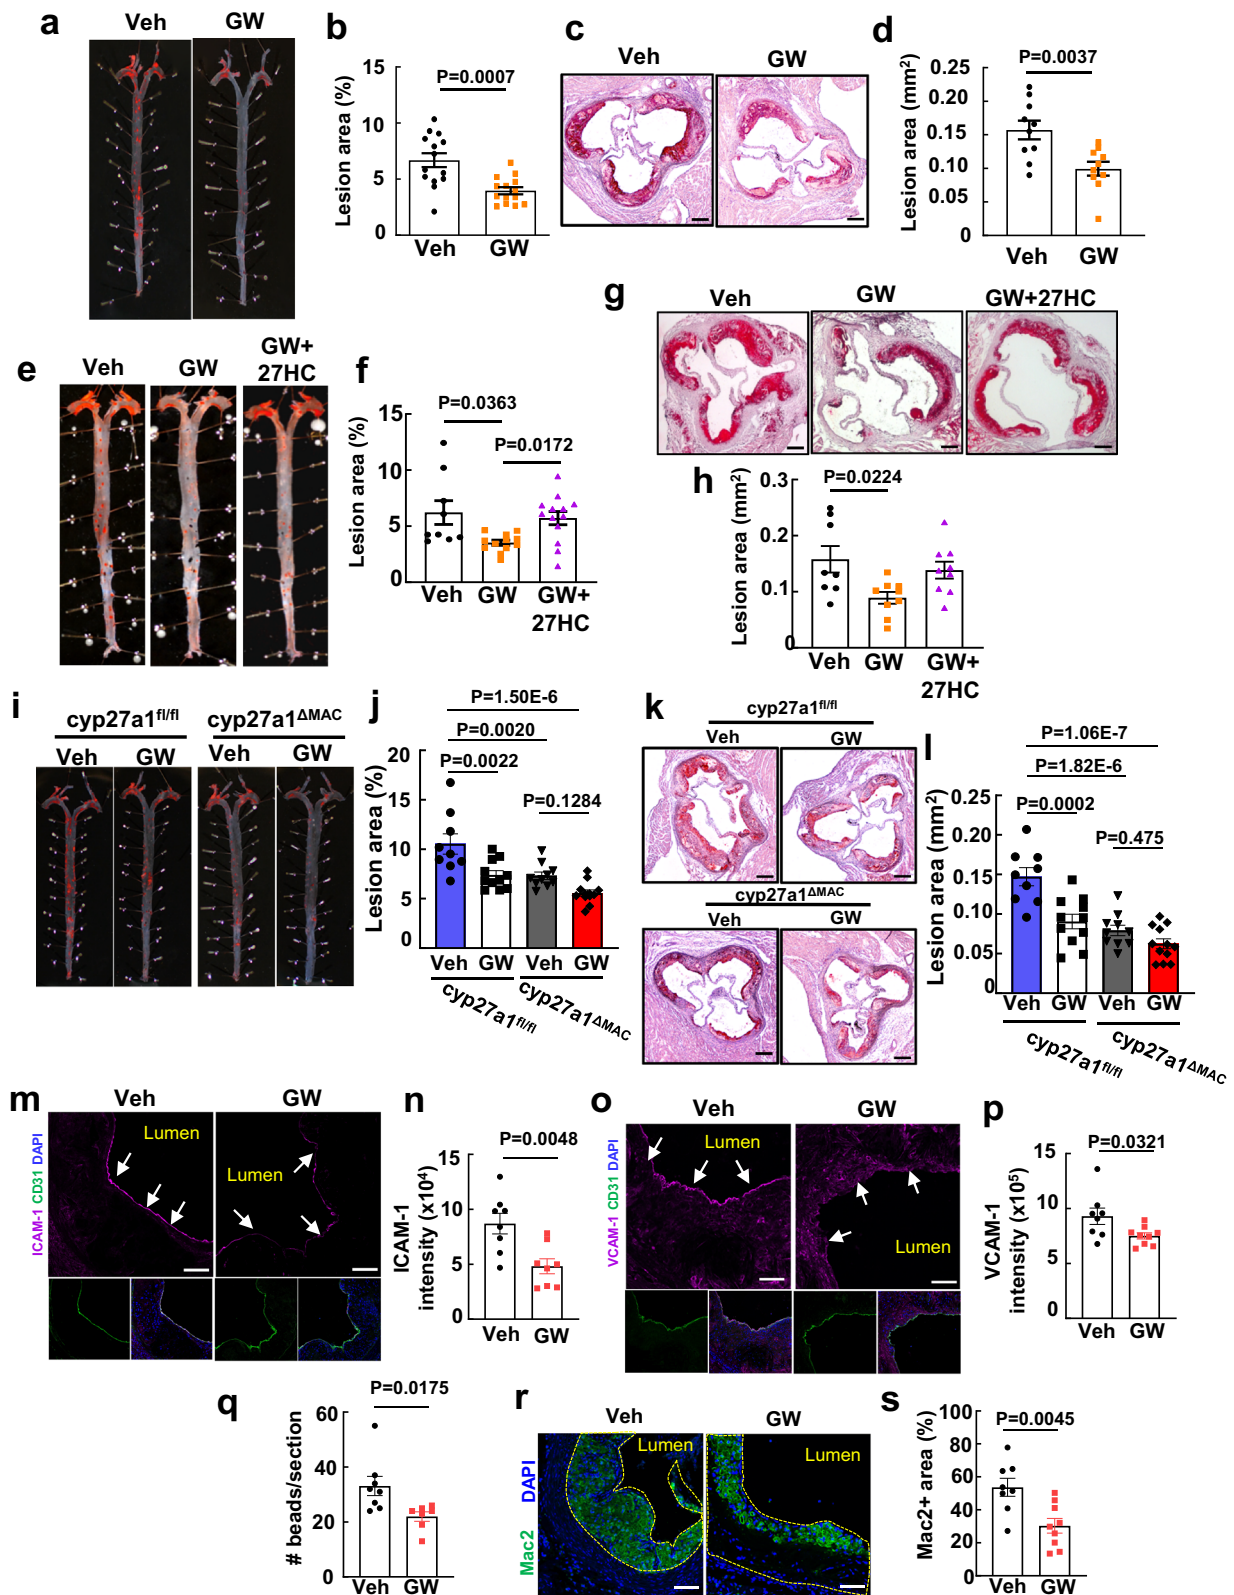 a
Veh
GW
b
Lesion area (%)
15
10
5
0
P=0.0007
Veh
GW
c
Veh
GW
d
Lesion area (mm²)
0.25
0.20
0.15
0.10
0.05
0
P=0.0037
Veh
GW
e
Veh
GW
GW+
27HC
f
Lesion area (%)
15
10
5
0
P=0.0363
P=0.0172
Veh
GW
GW+
27HC
g
Veh
GW
GW+27HC
h
Lesion area (mm²)
0.3
0.2
0.1
0
P=0.0224
Veh
GW
GW+
27HC
i
cyp27a1fl/fl
cyp27a1ΔMAC
Veh
GW
Veh
GW
j
Lesion area (%)
20
15
10
5
0
P=1.50E-6
P=0.0020
P=0.0022
P=0.1284
Veh
GW
Veh
GW
cyp27a1fl/fl
cyp27a1ΔMAC
k
cyp27a1fl/fl
Veh
GW
cyp27a1ΔMAC
Veh
GW
l
Lesion area (mm²)
0.25
0.20
0.15
0.10
0.05
0
P=1.06E-7
P=1.82E-6
P=0.0002
P=0.475
Veh
GW
Veh
GW
cyp27a1fl/fl
cyp27a1ΔMAC
m
Veh
GW
ICAM-1 CD31 DAPI
Lumen
Lumen
n
ICAM-1
intensity (x10⁴)
15
10
5
0
P=0.0048
Veh
GW
o
Veh
GW
VCAM-1 CD31 DAPI
Lumen
Lumen
p
VCAM-1
intensity (x10⁵)
15
10
5
0
P=0.0321
Veh
GW
q
# beads/section
60
40
20
0
P=0.0175
Veh
GW
r
Veh
GW
Mac2 DAPI
Lumen
Lumen
s
Mac2+ area (%)
100
80
60
40
20
0
P=0.0045
Veh
GW